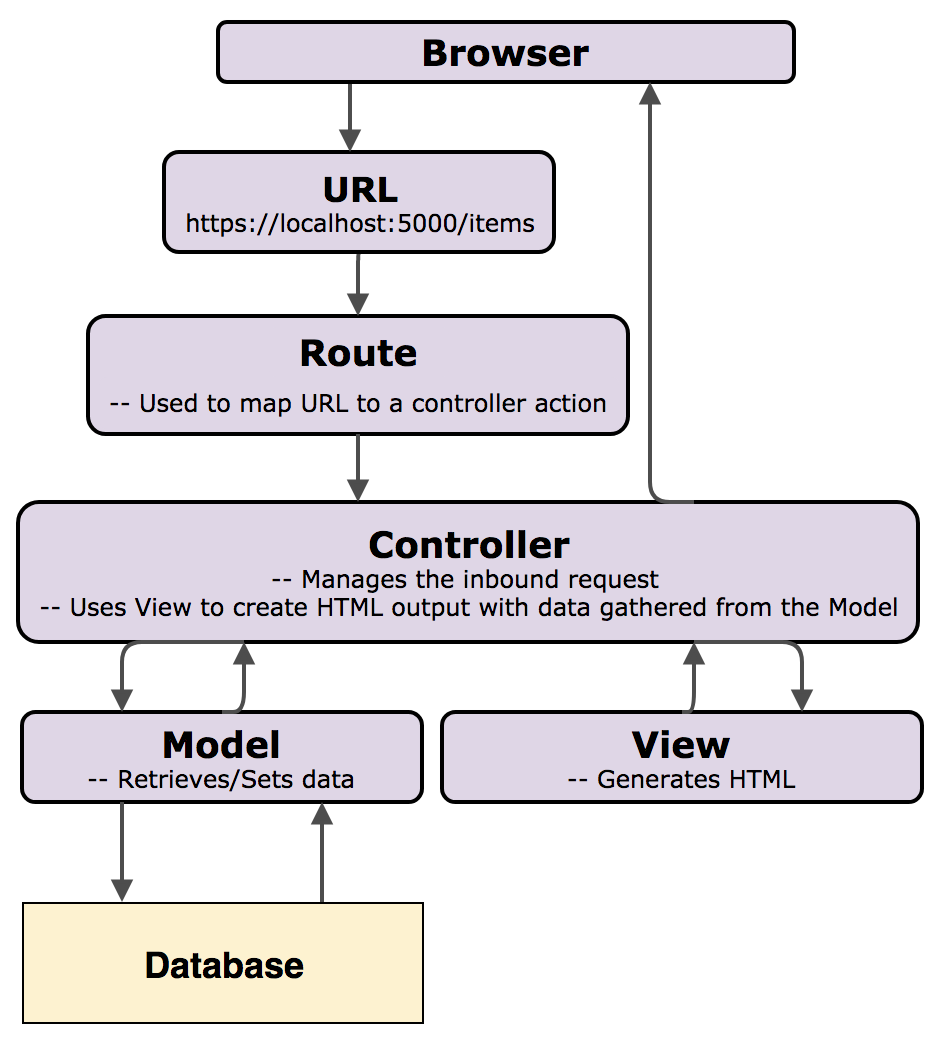 Browser
URL
https://localhost:5000/items
Route
-- Used to map URL to a controller action
Controller
-- Manages the inbound request
-- Uses View to create HTML output with data gathered from the Model
Model
-- Retrieves/Sets data
View
-- Generates HTML
Database